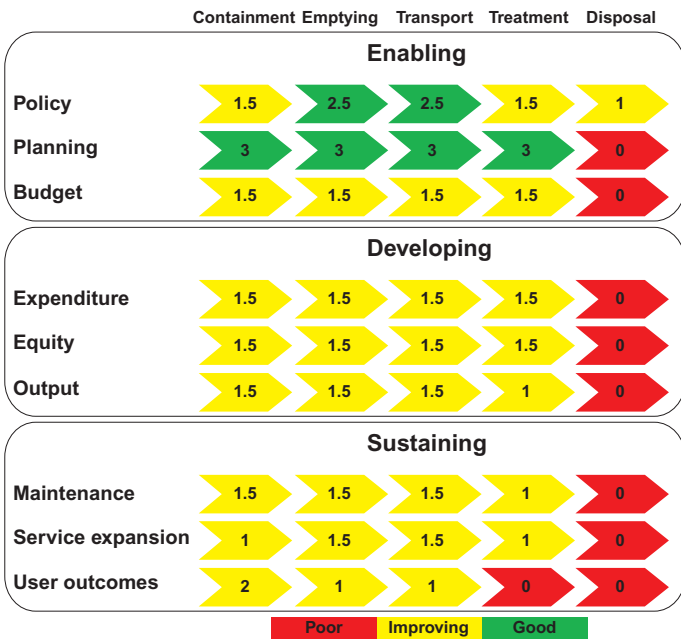 Containment Emptying Transport Treatment Disposal
Enabling
Policy 1.5 2.5 2.5 1.5 1
Planning 3 3 3 3 0
Budget 1.5 1.5 1.5 1.5 0
Developing
Expenditure 1.5 1.5 1.5 1.5 0
Equity 1.5 1.5 1.5 1.5 0
Output 1.5 1.5 1.5 1 0
Sustaining
Maintenance 1.5 1.5 1.5 1 0
Service expansion 1 1.5 1.5 1 0
User outcomes 2 1 1 0 0
Poor Improving Good